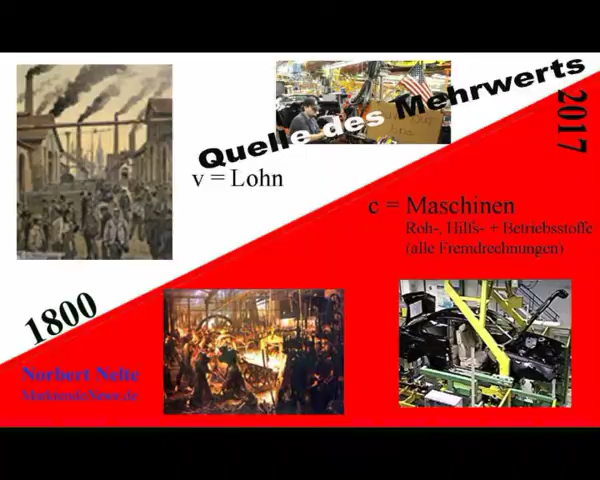 Quelle des Mehrwerts
2017
v = Lohn
c = Maschinen
Roh-, Hilfs- + Betriebsstoffe
(alle Fremdrechnungen)
1800
Norbert Nelte